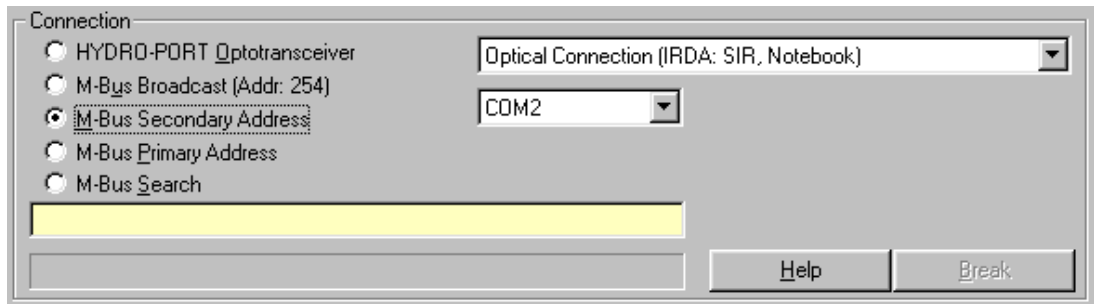 Connection
HYDRO-PORT Optotransceiver
Optical Connection (IRDA: SIR, Notebook)
M-Bus Broadcast (Addr: 254)
COM2
M-Bus Secondary Address
M-Bus Primary Address
M-Bus Search
Help
Break